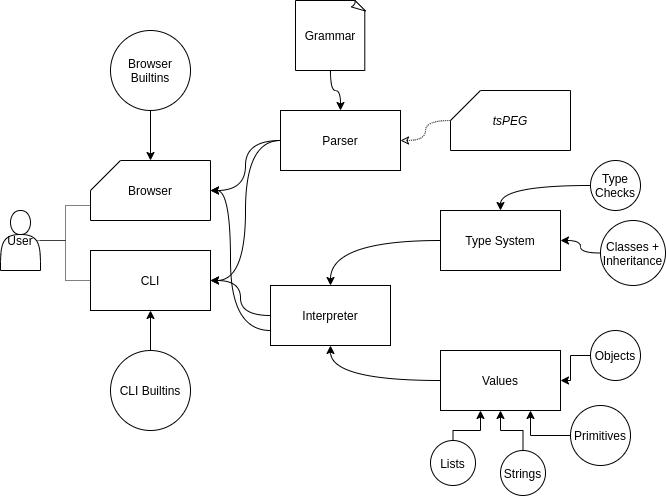 Grammar
Browser
Builtins
Parser
tsPEG
Browser
Type
Checks
User
Type System
Classes +
Inheritance
CLI
Interpreter
Objects
CLI Builtins
Values
Primitives
Lists
Strings